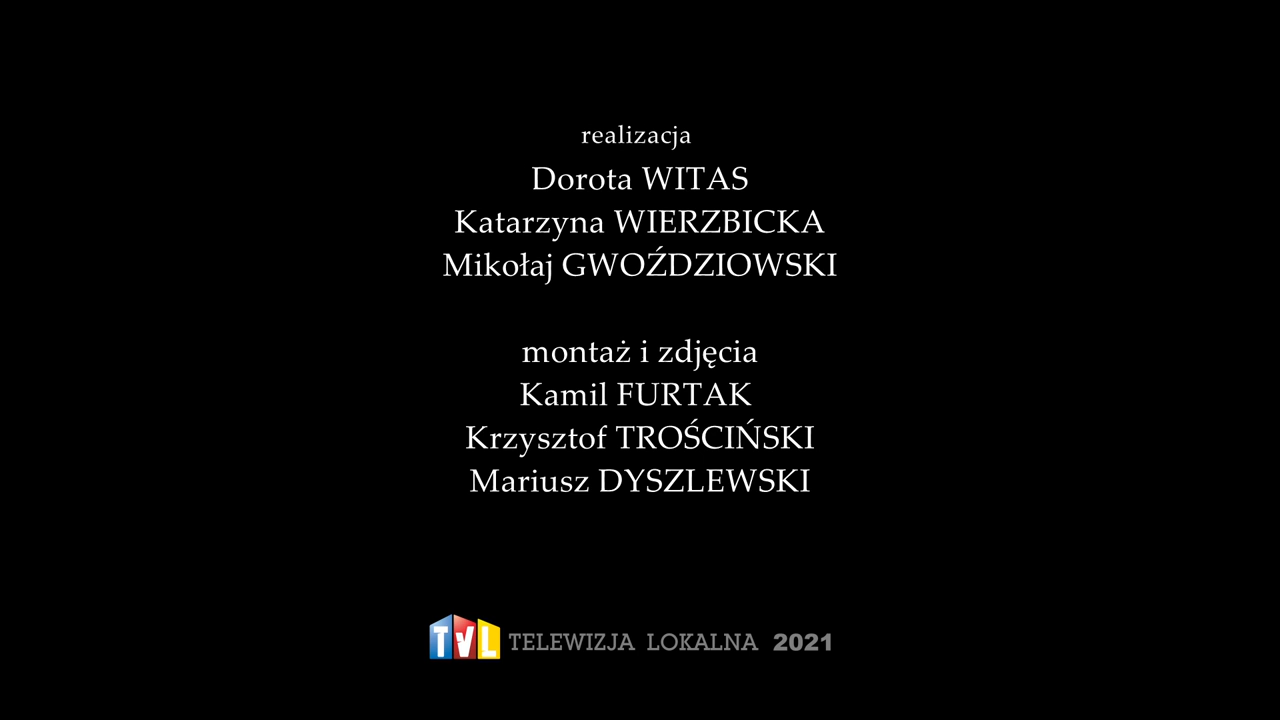 realizacja
Dorota WITAS
Katarzyna WIERZBICKA
Mikołaj GWOŹDZIOWSKI
montaż i zdjęcia
Kamil FURTAK
Krzysztof TROŚCIŃSKI
Mariusz DYSZLEWSKI
TVL TELEWIZJA LOKALNA 2021